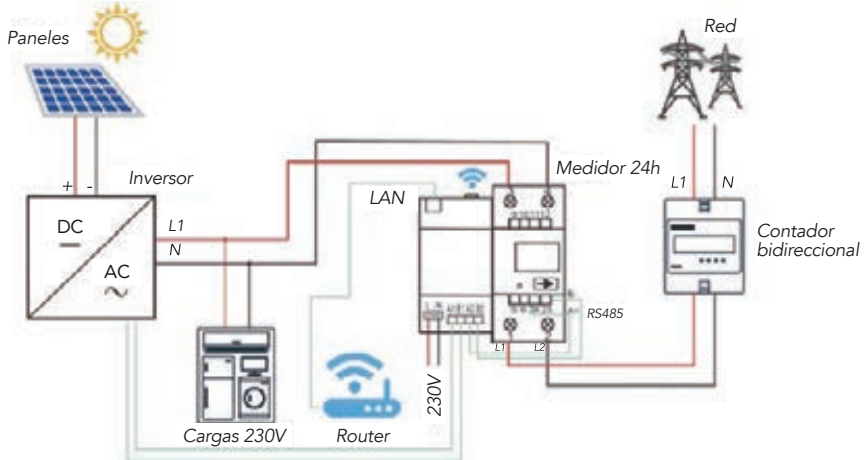 Paneles
Red
+ -
Inversor
Medidor 24h
LAN
L1 N
DC
L1
N
AC
Contador
bidireccional
RS485
L1 L2
230V
Cargas 230V
Router